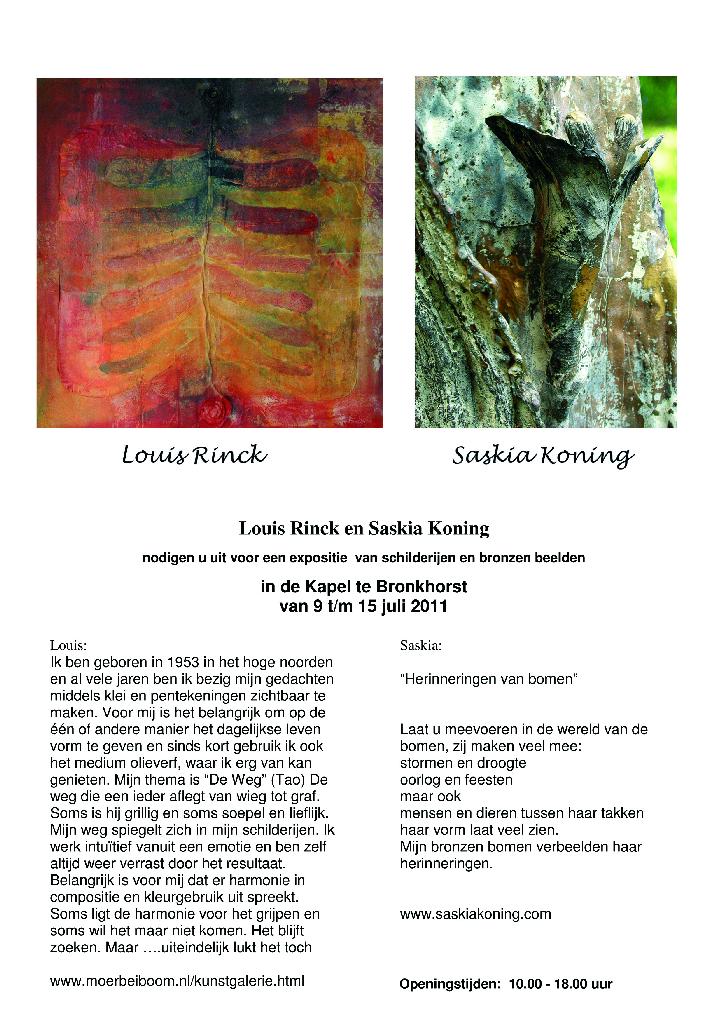 Louis Rinck
Saskia Koning
Louis Rinck en Saskia Koning
nodigen u uit voor een expositie van schilderijen en bronzen beelden
in de Kapel te Bronkhorst
van 9 t/m 15 juli 2011
Louis:
Ik ben geboren in 1953 in het hoge noorden
en al vele jaren ben ik bezig mijn gedachten
middels klei en pentekeningen zichtbaar te
maken. Voor mij is het belangrijk om op de
één of andere manier het dagelijkse leven
vorm te geven en sinds kort gebruik ik ook
het medium olieverf, waar ik erg van kan
genieten. Mijn thema is “De Weg” (Tao) De
weg die een ieder aflegt van wieg tot graf.
Soms is hij grillig en soms soepel en lieflijk.
Mijn weg spiegelt zich in mijn schilderijen. Ik
werk intuïtief vanuit een emotie en ben zelf
altijd weer verrast door het resultaat.
Belangrijk is voor mij dat er harmonie in
compositie en kleurgebruik uit spreekt.
Soms ligt de harmonie voor het grijpen en
soms wil het maar niet komen. Het blijft
zoeken. Maar ….uiteindelijk lukt het toch
www.moerbeiboom.nl/kunstgalerie.html
Saskia:
“Herinneringen van bomen”
Laat u meevoeren in de wereld van de
bomen, zij maken veel mee:
stormen en droogte
oorlog en feesten
maar ook
mensen en dieren tussen haar takken
haar vorm laat veel zien.
Mijn bronzen bomen verbeelden haar
herinneringen.
www.saskiakoning.com
Openingstijden: 10.00 - 18.00 uur